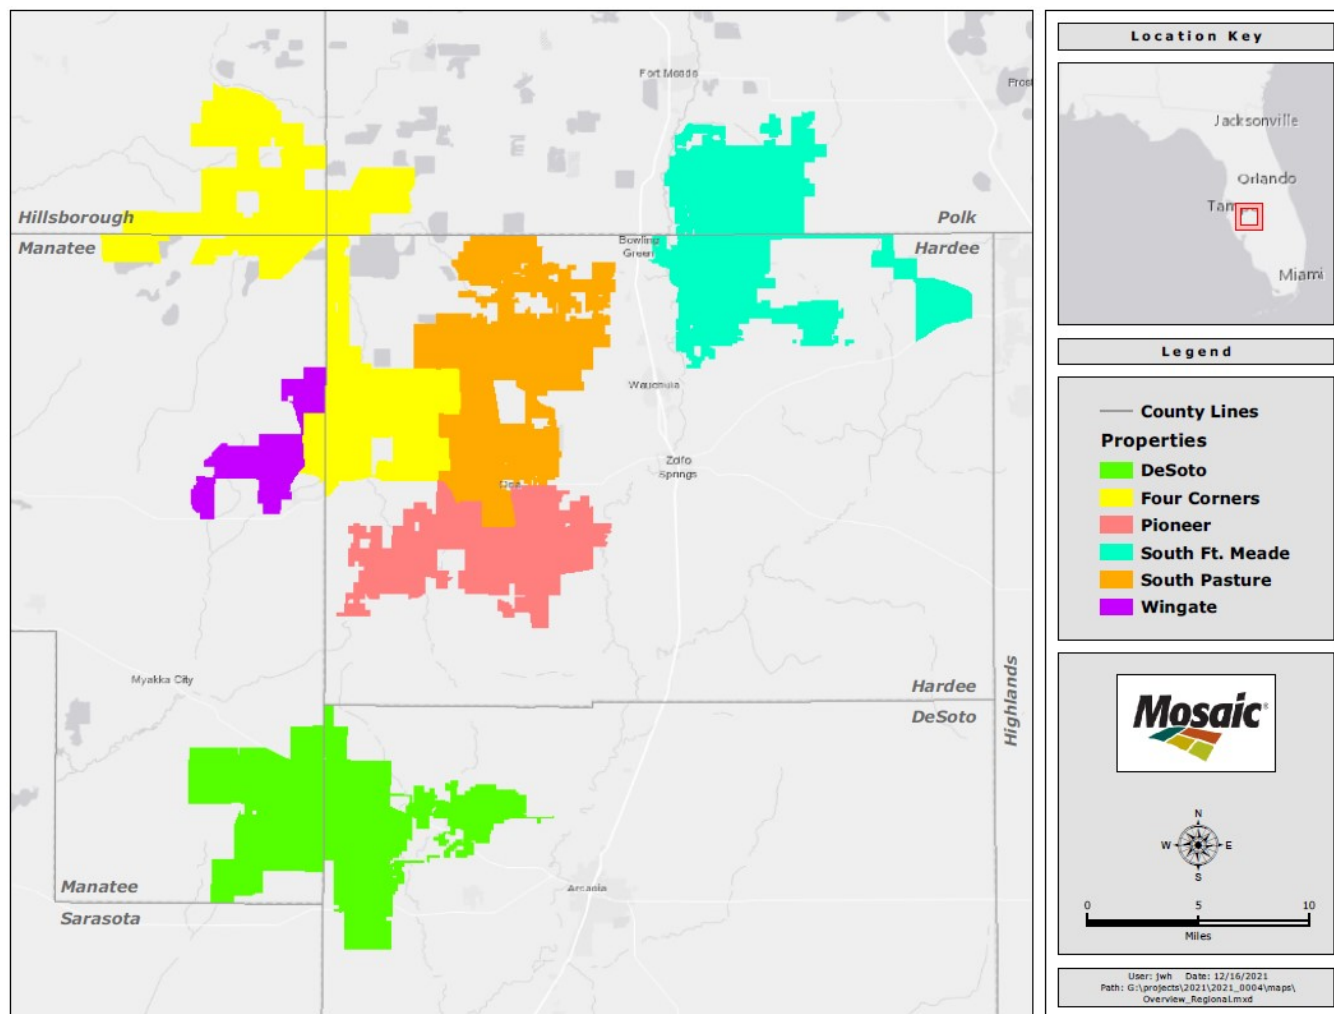 Fort Meade
Hillsborough
Polk
Manatee
Bowling
Green
Hardee
Wauchula
Zolfo
Springs
Myakka City
Hardee
DeSoto
Highlands
Manatee
Sarasota
Arcadia
Location Key
Jacksonville
Orlando
Miami
Legend
County Lines
Properties
DeSoto
Four Corners
Pioneer
South Ft. Meade
South Pasture
Wingate
Mosaic®
N
W E
S
0 5 10
Miles
User: jwh Date: 12/16/2021
Path: G:\projects\2021\2021_0004\maps\
Overview_Regional.mxd